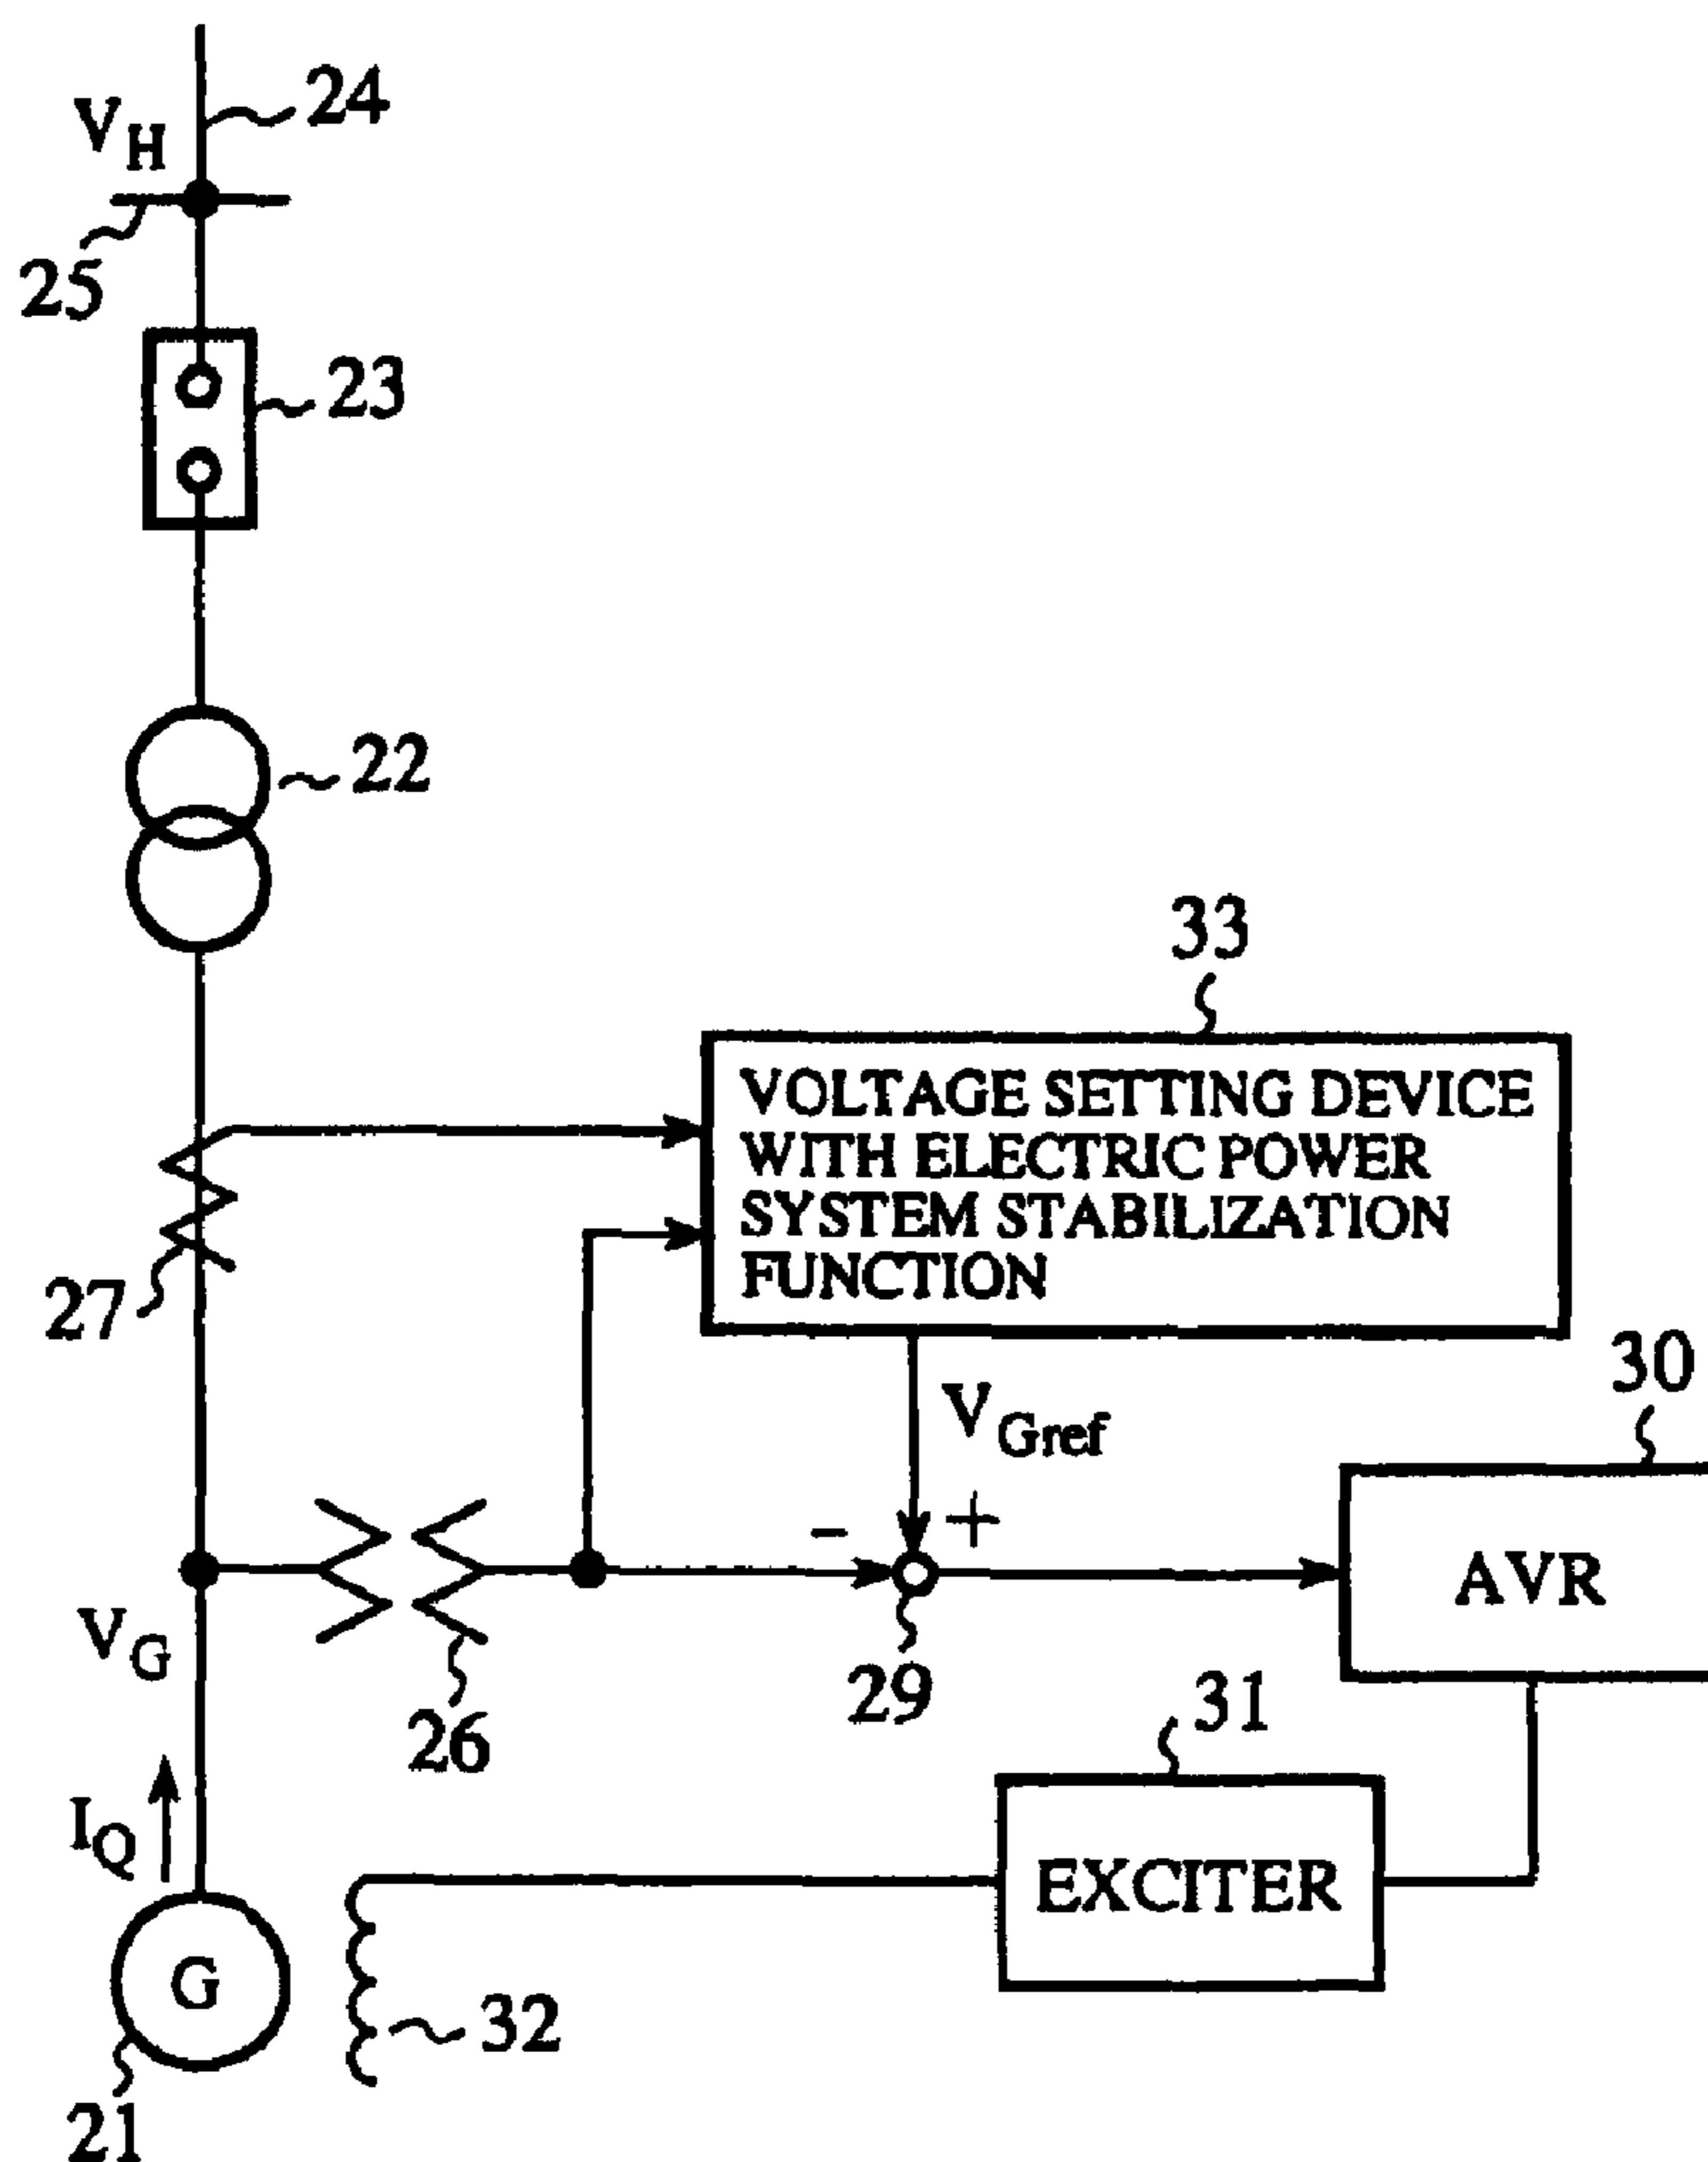 24
V_H
25
23
22
33
VOLTAGE SETTING DEVICE
WITH ELECTRIC POWER
SYSTEM STABILIZATION
FUNCTION
27
30
V_Gref
- +
AVR
V_G
29
26
31
I_Q
EXCITER
G
32
21